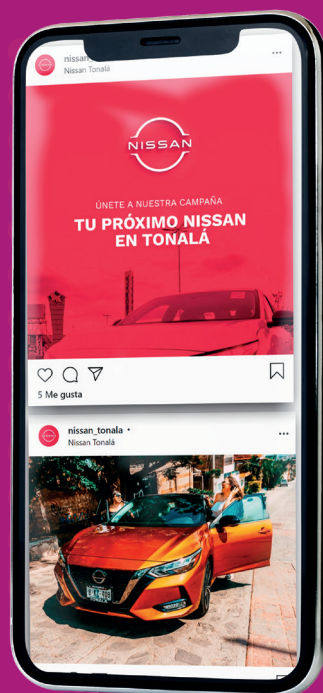 nissan_
Nissan Tonalá
NISSAN
ÚNETE A NUESTRA CAMPAÑA
TU PRÓXIMO NISSAN
EN TONALÁ
5 Me gusta
nissan_tonala
Nissan Tonalá